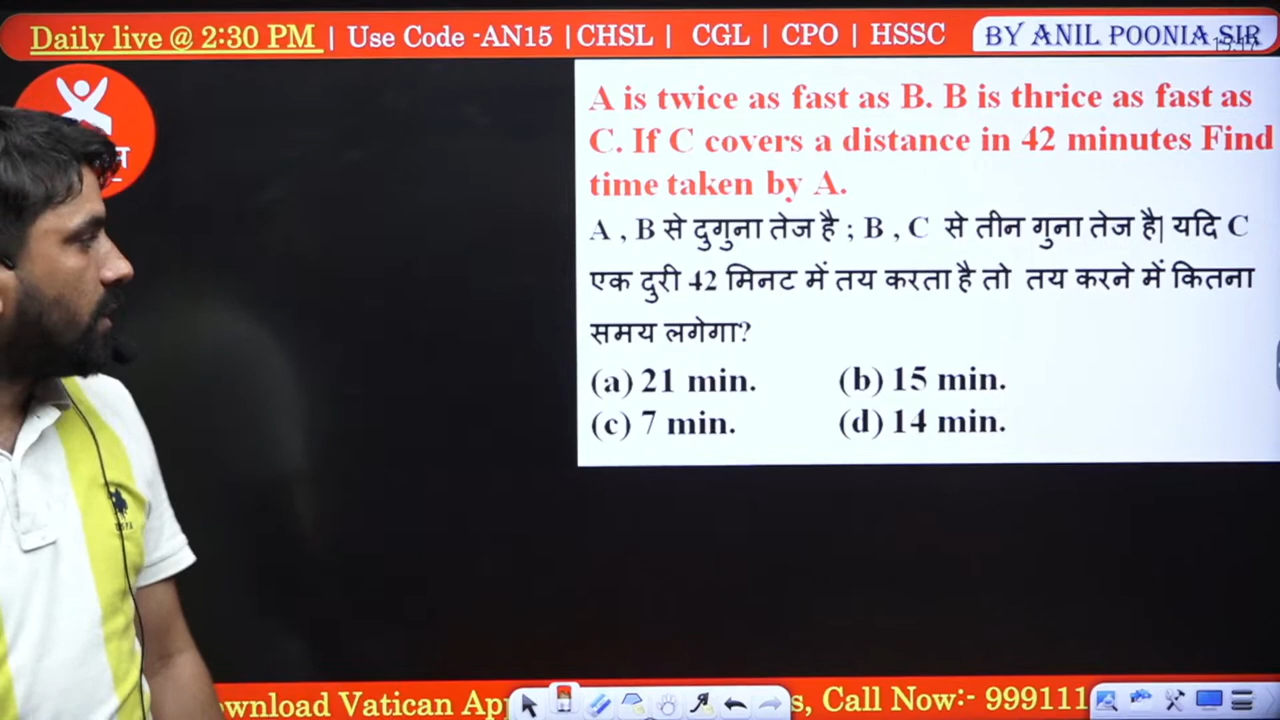 Daily live @ 2:30 PM | Use Code -AN15 |CHSL | CGL | CPO | HSSC
BY ANIL POONIA SIR
A is twice as fast as B. B is thrice as fast as
C. If C covers a distance in 42 minutes Find
time taken by A.
A , B से दुगुना तेज है ; B , C से तीन गुना तेज है| यदि C
एक दुरी 42 मिनट में तय करता है तो तय करने में कितना
समय लगेगा?
(a) 21 min. (b) 15 min.
(c) 7 min. (d) 14 min.
wnload Vatican Ap s, Call Now:- 999111